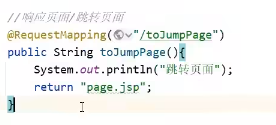 //响应页面/跳转页面
@RequestMapping("/toJumpPage")
public String toJumpPage(){
System.out.println("跳转页面");
return "page.jsp";
}